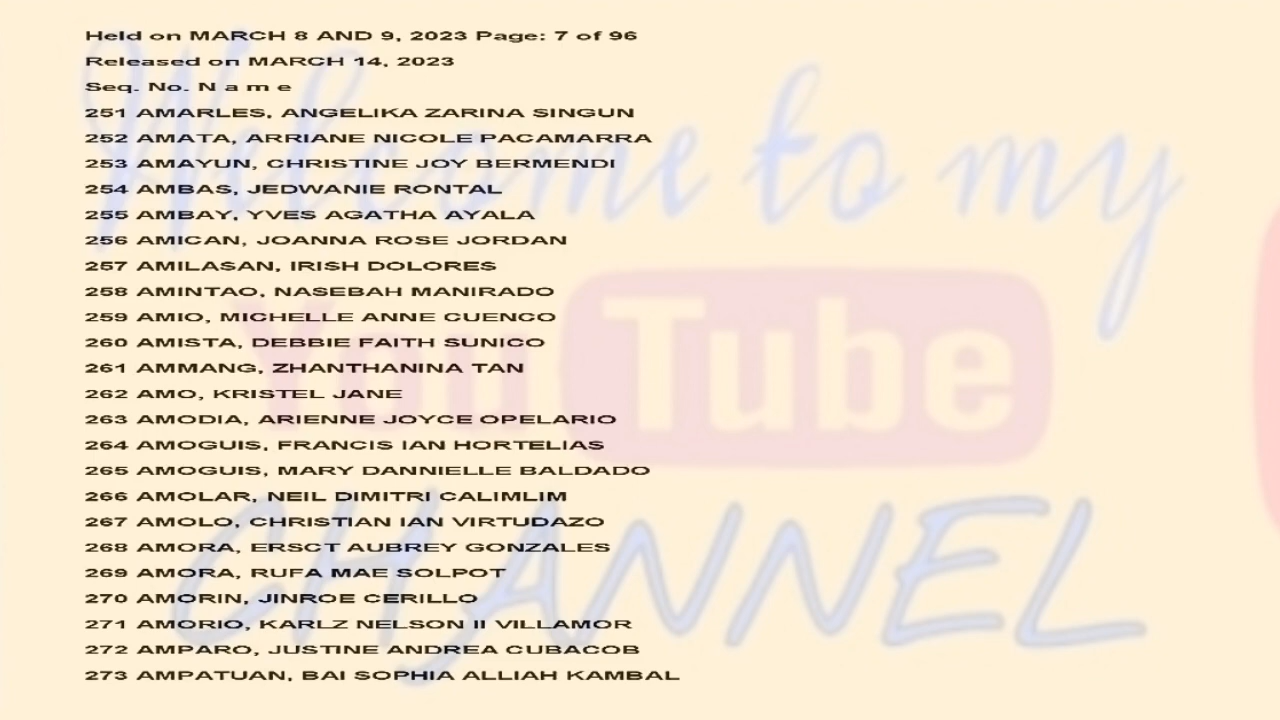 Held on MARCH 8 AND 9, 2023 Page: 7 of 96
Released on MARCH 14, 2023
Seq. No. N a m e
251 AMARLES, ANGELIKA ZARINA SINGUN
252 AMATA, ARRIANE NICOLE PACAMARRA
253 AMAYUN, CHRISTINE JOY BERMENDI
254 AMBAS, JEDWANIE RONTAL
255 AMBAY, YVES AGATHA AYALA
256 AMICAN, JOANNA ROSE JORDAN
257 AMILASAN, IRISH DOLORES
258 AMINTAO, NASEBAH MANIRADO
259 AMIO, MICHELLE ANNE CUENCO
260 AMISTA, DEBBIE FAITH SUNICO
261 AMMANG, ZHANTHANINA TAN
262 AMO, KRISTEL JANE
263 AMODIA, ARIENNE JOYCE OPELARIO
264 AMOGUIS, FRANCIS IAN HORTELIAS
265 AMOGUIS, MARY DANNIELLE BALDADO
266 AMOLAR, NEIL DIMITRI CALIMLIM
267 AMOLO, CHRISTIAN IAN VIRTUDAZO
268 AMORA, ERSCT AUBREY GONZALES
269 AMORA, RUFA MAE SOLPOT
270 AMORIN, JINROE CERILLO
271 AMORIO, KARLZ NELSON II VILLAMOR
272 AMPARO, JUSTINE ANDREA CUBACOB
273 AMPATUAN, BAI SOPHIA ALLIAH KAMBAL
Welcome to my
YouTube
CHANNEL